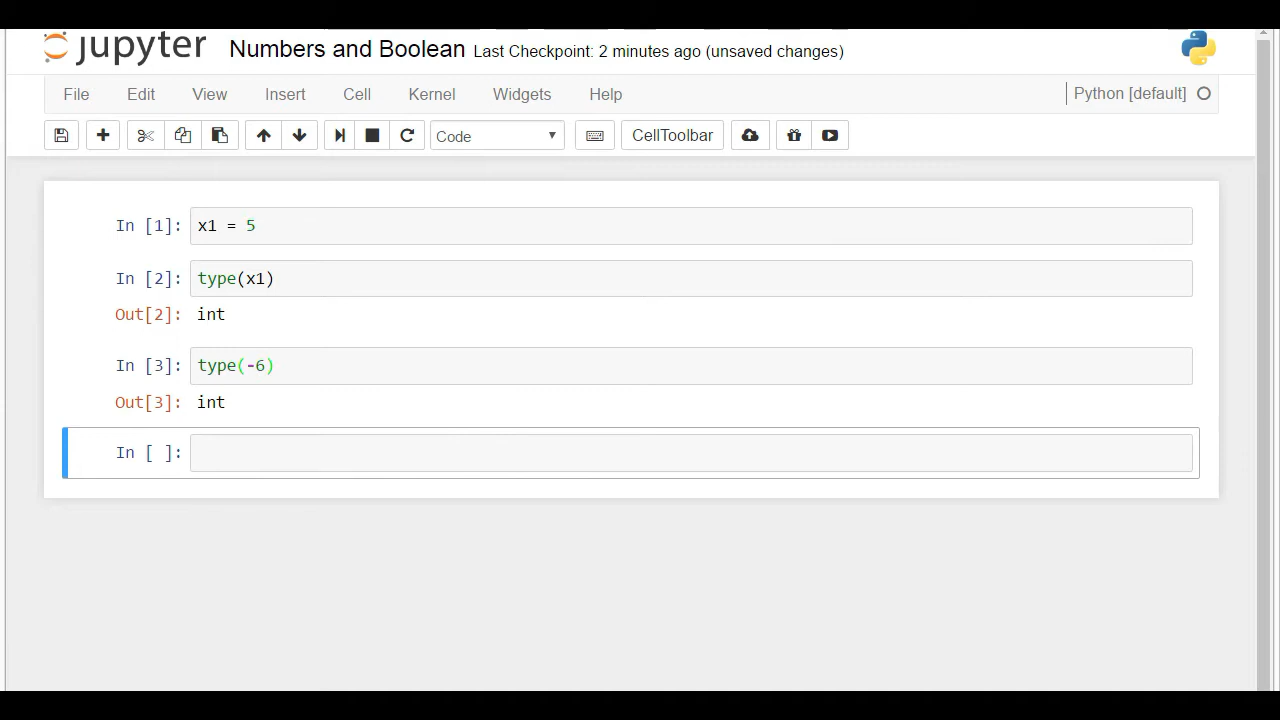 jupyter Numbers and Boolean Last Checkpoint: 2 minutes ago (unsaved changes)
File Edit View Insert Cell Kernel Widgets Help Python [default]
Code CellToolbar
In [1]: x1 = 5
In [2]: type(x1)
Out[2]: int
In [3]: type(-6)
Out[3]: int
In [ ]: